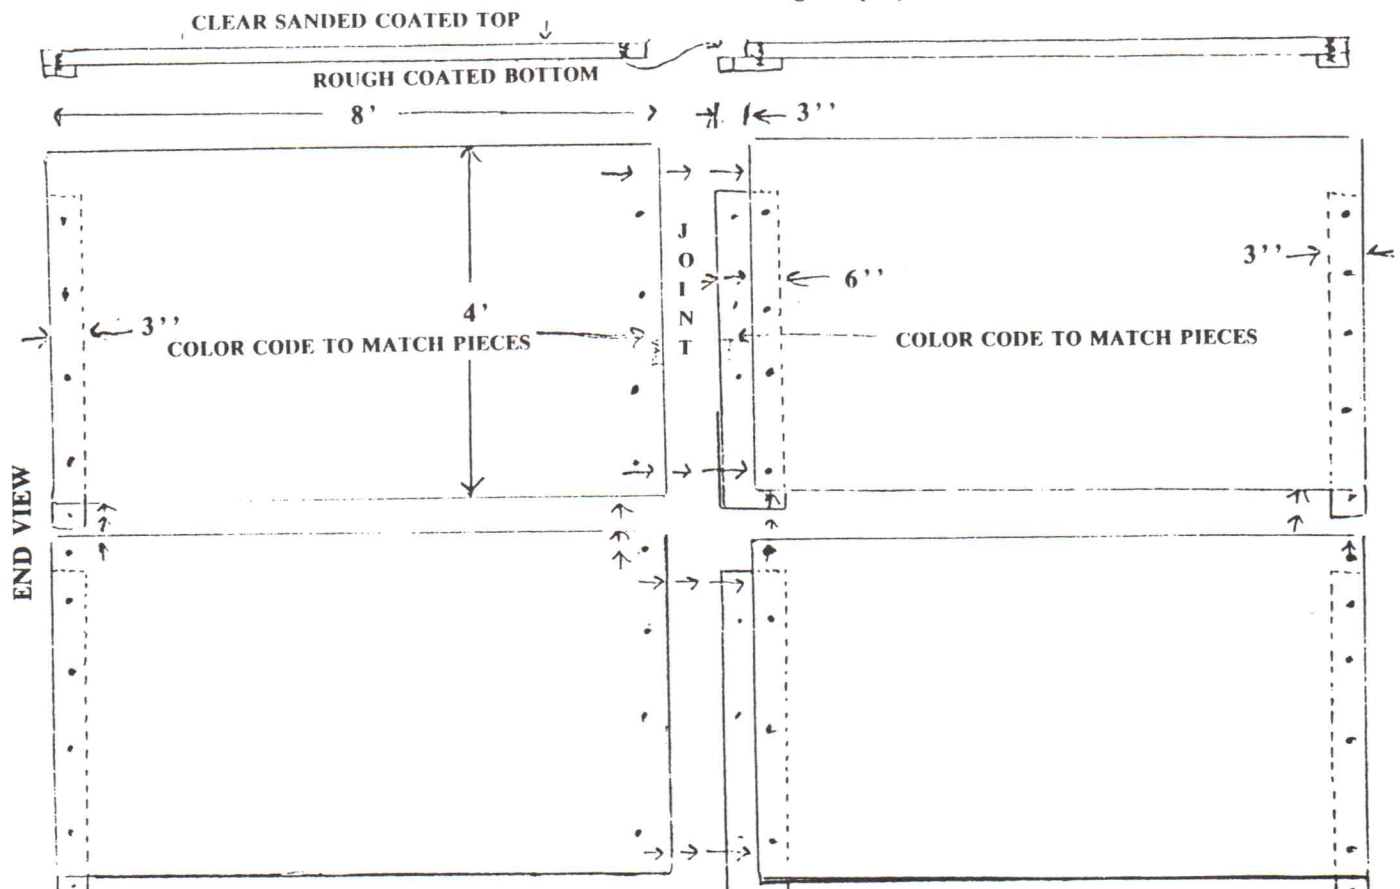 CLEAR SANDED COATED TOP
ROUGH COATED BOTTOM
8'
3''
JOINT
6''
3''
3''
4'
COLOR CODE TO MATCH PIECES
COLOR CODE TO MATCH PIECES
END VIEW